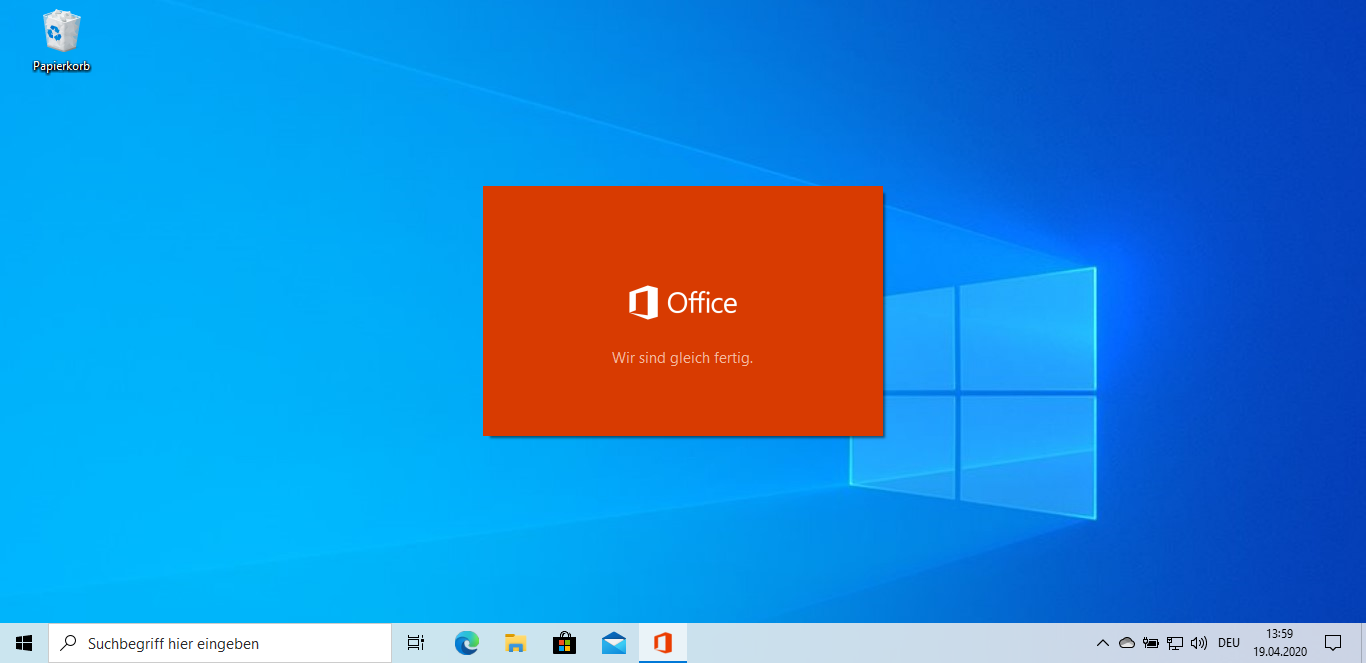 Papierkorb
Office
Wir sind gleich fertig.
Suchbegriff hier eingeben
DEU
13:59
19.04.2020